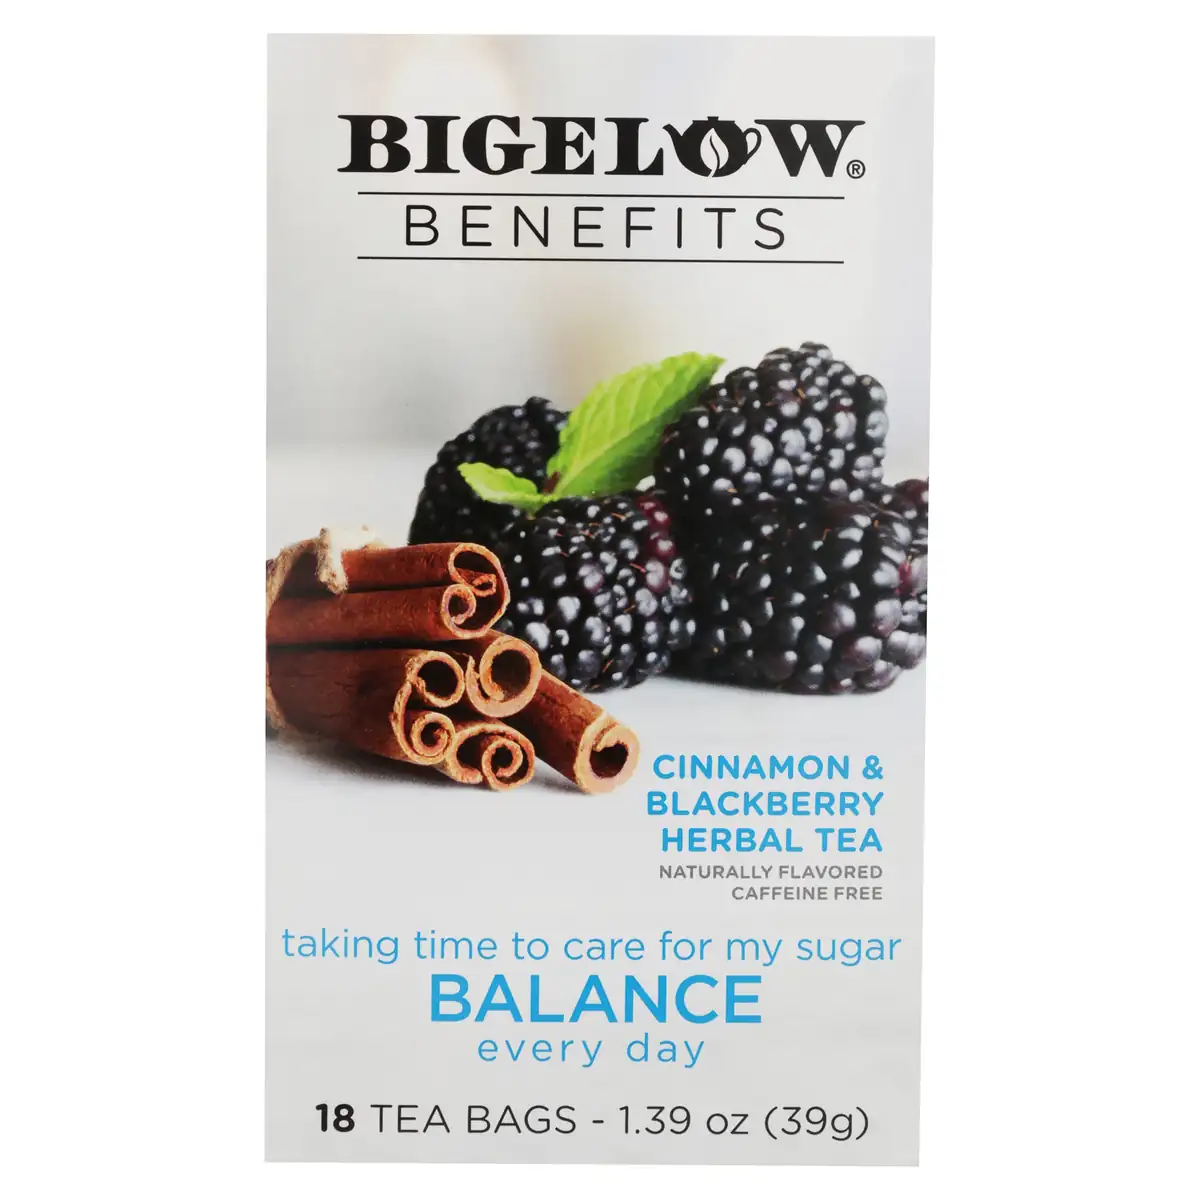 BIGELOW®
BENEFITS
CINNAMON &
BLACKBERRY
HERBAL TEA
NATURALLY FLAVORED
CAFFEINE FREE
taking time to care for my sugar
BALANCE
every day
18 TEA BAGS - 1.39 oz (39g)